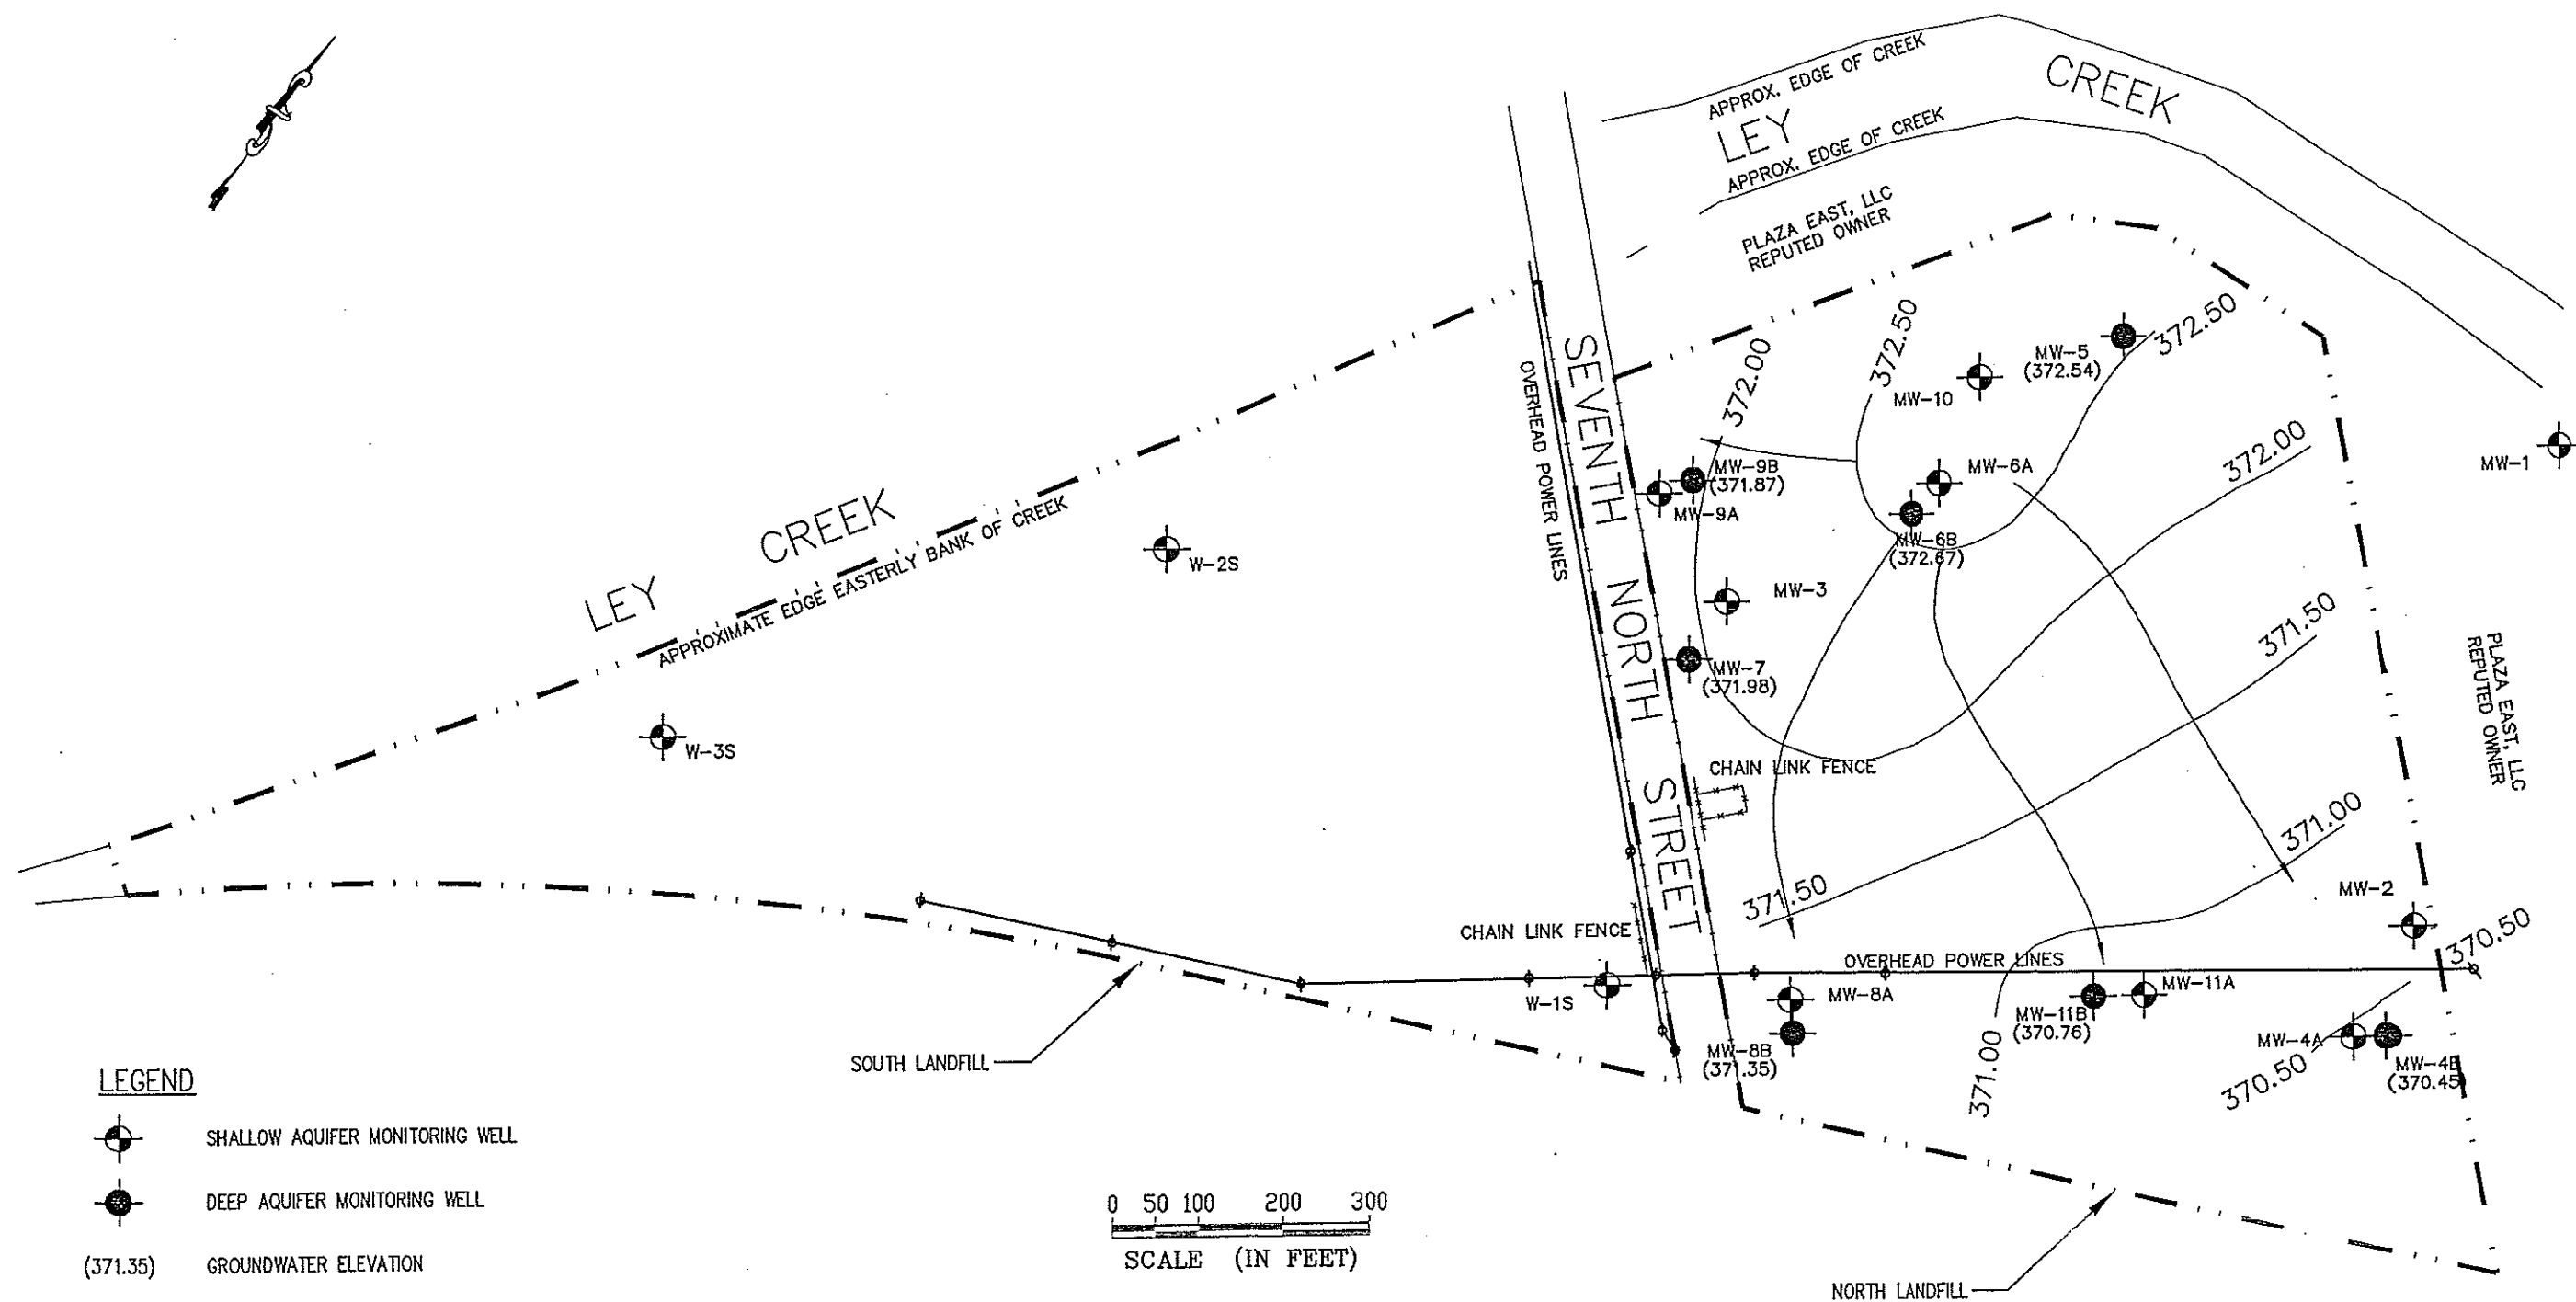 APPROX. EDGE OF CREEK
LEY
CREEK
APPROX. EDGE OF CREEK
PLAZA EAST, LLC
REPUTED OWNER
372.50
372.00
372.50
MW-5
(372.54)
MW-10
372.00
MW-1
MW-9B
(371.87)
MW-9A
MW-6A
MW-6B
(372.67)
OVERHEAD POWER LINES
SEVENTH NORTH STREET
LEY CREEK
APPROXIMATE EDGE EASTERLY BANK OF CREEK
W-2S
W-3S
MW-3
MW-7
(371.98)
371.50
PLAZA EAST, LLC
REPUTED OWNER
CHAIN LINK FENCE
371.00
371.50
MW-2
370.50
CHAIN LINK FENCE
OVERHEAD POWER LINES
W-1S
MW-8A
MW-8B
(371.35)
MW-11A
MW-11B
(370.76)
371.00
MW-4A
MW-4B
(370.45)
370.50
SOUTH LANDFILL
NORTH LANDFILL
LEGEND
SHALLOW AQUIFER MONITORING WELL
DEEP AQUIFER MONITORING WELL
(371.35) GROUNDWATER ELEVATION
0 50 100 200 300
SCALE (IN FEET)